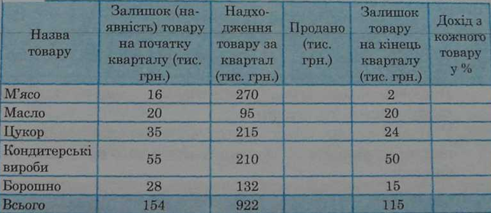 Назва товару | Залишок (наявність) товару на початку кварталу (тис. грн.) | Надходження товару за квартал (тис. грн.) | Продано (тис. грн.) | Залишок товару на кінець кварталу (тис. грн.) | Дохід з кожного товару у %
М'ясо | 16 | 270 | | 2 |
Масло | 20 | 95 | | 20 |
Цукор | 35 | 215 | | 24 |
Кондитерські вироби | 55 | 210 | | 50 |
Борошно | 28 | 132 | | 15 |
Всього | 154 | 922 | | 115 |